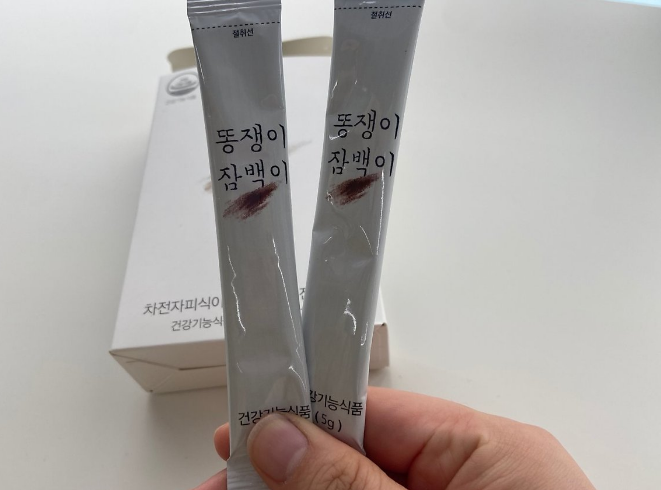 절취선
똥쟁이
잠백이
건강기능식품
절취선
똥쟁이
잠백이
강기능식품
(5g)
차전자피식이
건강기능식